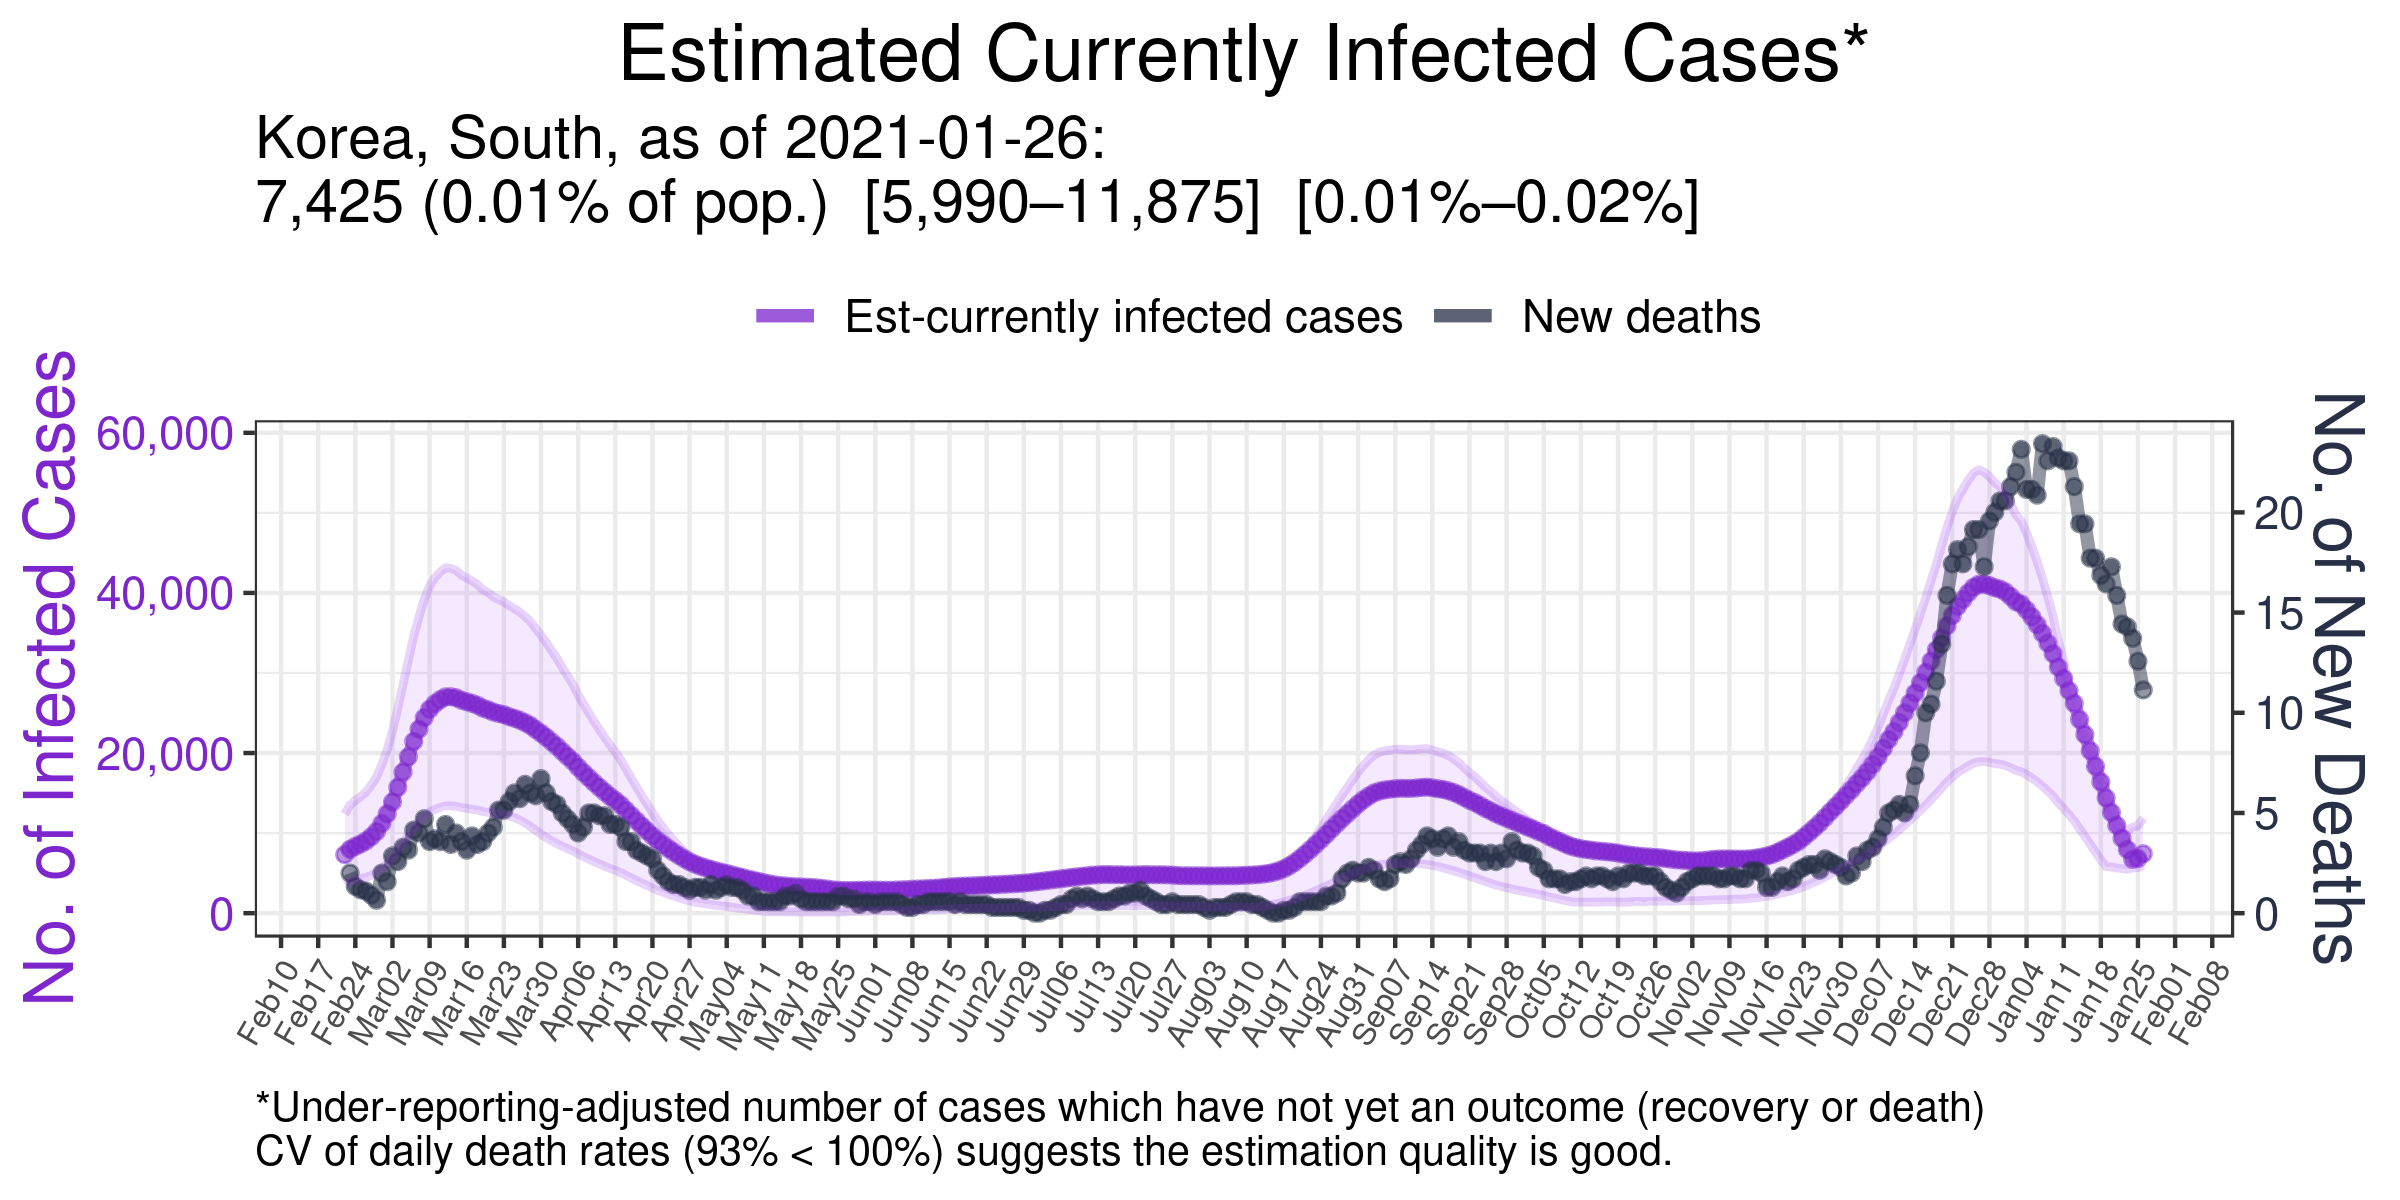 Estimated Currently Infected Cases*
Korea, South, as of 2021-01-26:
7,425 (0.01% of pop.)  [5,990–11,875]  [0.01%–0.02%]
Est-currently infected cases
New deaths
No. of Infected Cases
60,000
40,000
20,000
0
No. of New Deaths
20
15
10
5
0
Feb10
Feb17
Feb24
Mar02
Mar09
Mar16
Mar23
Mar30
Apr06
Apr13
Apr20
Apr27
May04
May11
May18
May25
Jun01
Jun08
Jun15
Jun22
Jun29
Jul06
Jul13
Jul20
Jul27
Aug03
Aug10
Aug17
Aug24
Aug31
Sep07
Sep14
Sep21
Sep28
Oct05
Oct12
Oct19
Oct26
Nov02
Nov09
Nov16
Nov23
Nov30
Dec07
Dec14
Dec21
Dec28
Jan04
Jan11
Jan18
Jan25
Feb01
Feb08
*Under-reporting-adjusted number of cases which have not yet an outcome (recovery or death)
CV of daily death rates (93% < 100%) suggests the estimation quality is good.